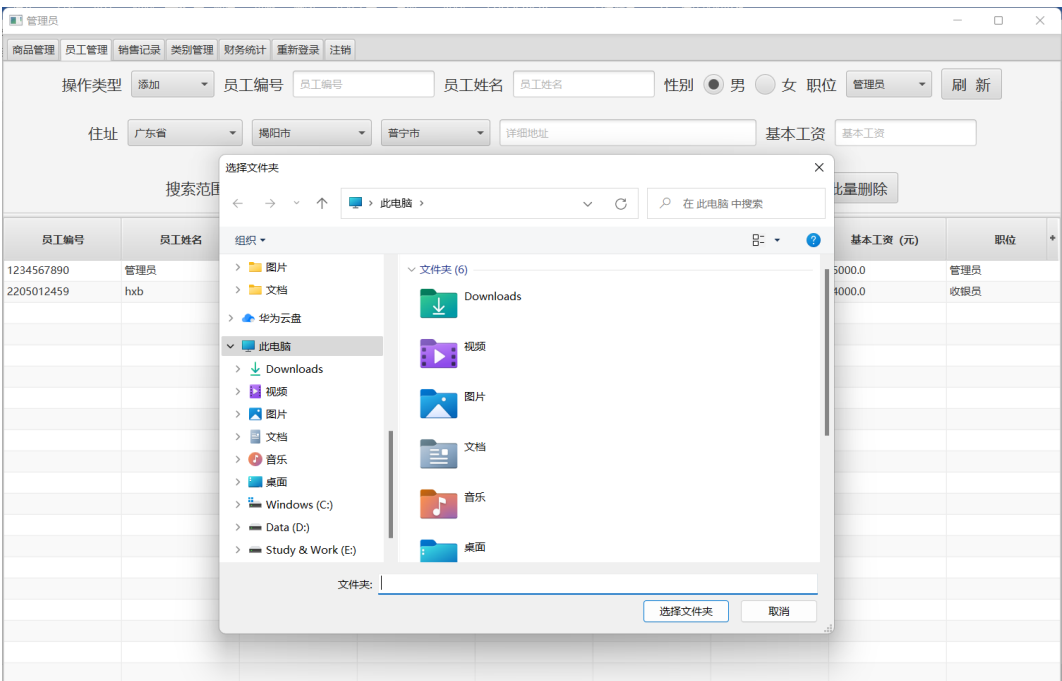 管理员
商品管理 员工管理 销售记录 类别管理 财务统计 重新登录 注销
操作类型 添加 员工编号 员工编号 员工姓名 员工姓名 性别 男 女 职位 管理员 刷 新
住址 广东省 揭阳市 普宁市 详细地址 基本工资 基本工资
搜索范围 批量删除
选择文件夹
此电脑
在 此电脑 中搜索
组织
图片
文档
华为云盘
此电脑
Downloads
视频
图片
文档
音乐
桌面
Windows (C:)
Data (D:)
Study & Work (E:)
文件夹 (6)
Downloads
视频
图片
文档
音乐
桌面
文件夹:
选择文件夹 取消
员工编号 员工姓名 基本工资 (元) 职位 +
1234567890 管理员 5000.0 管理员
2205012459 hxb 4000.0 收银员